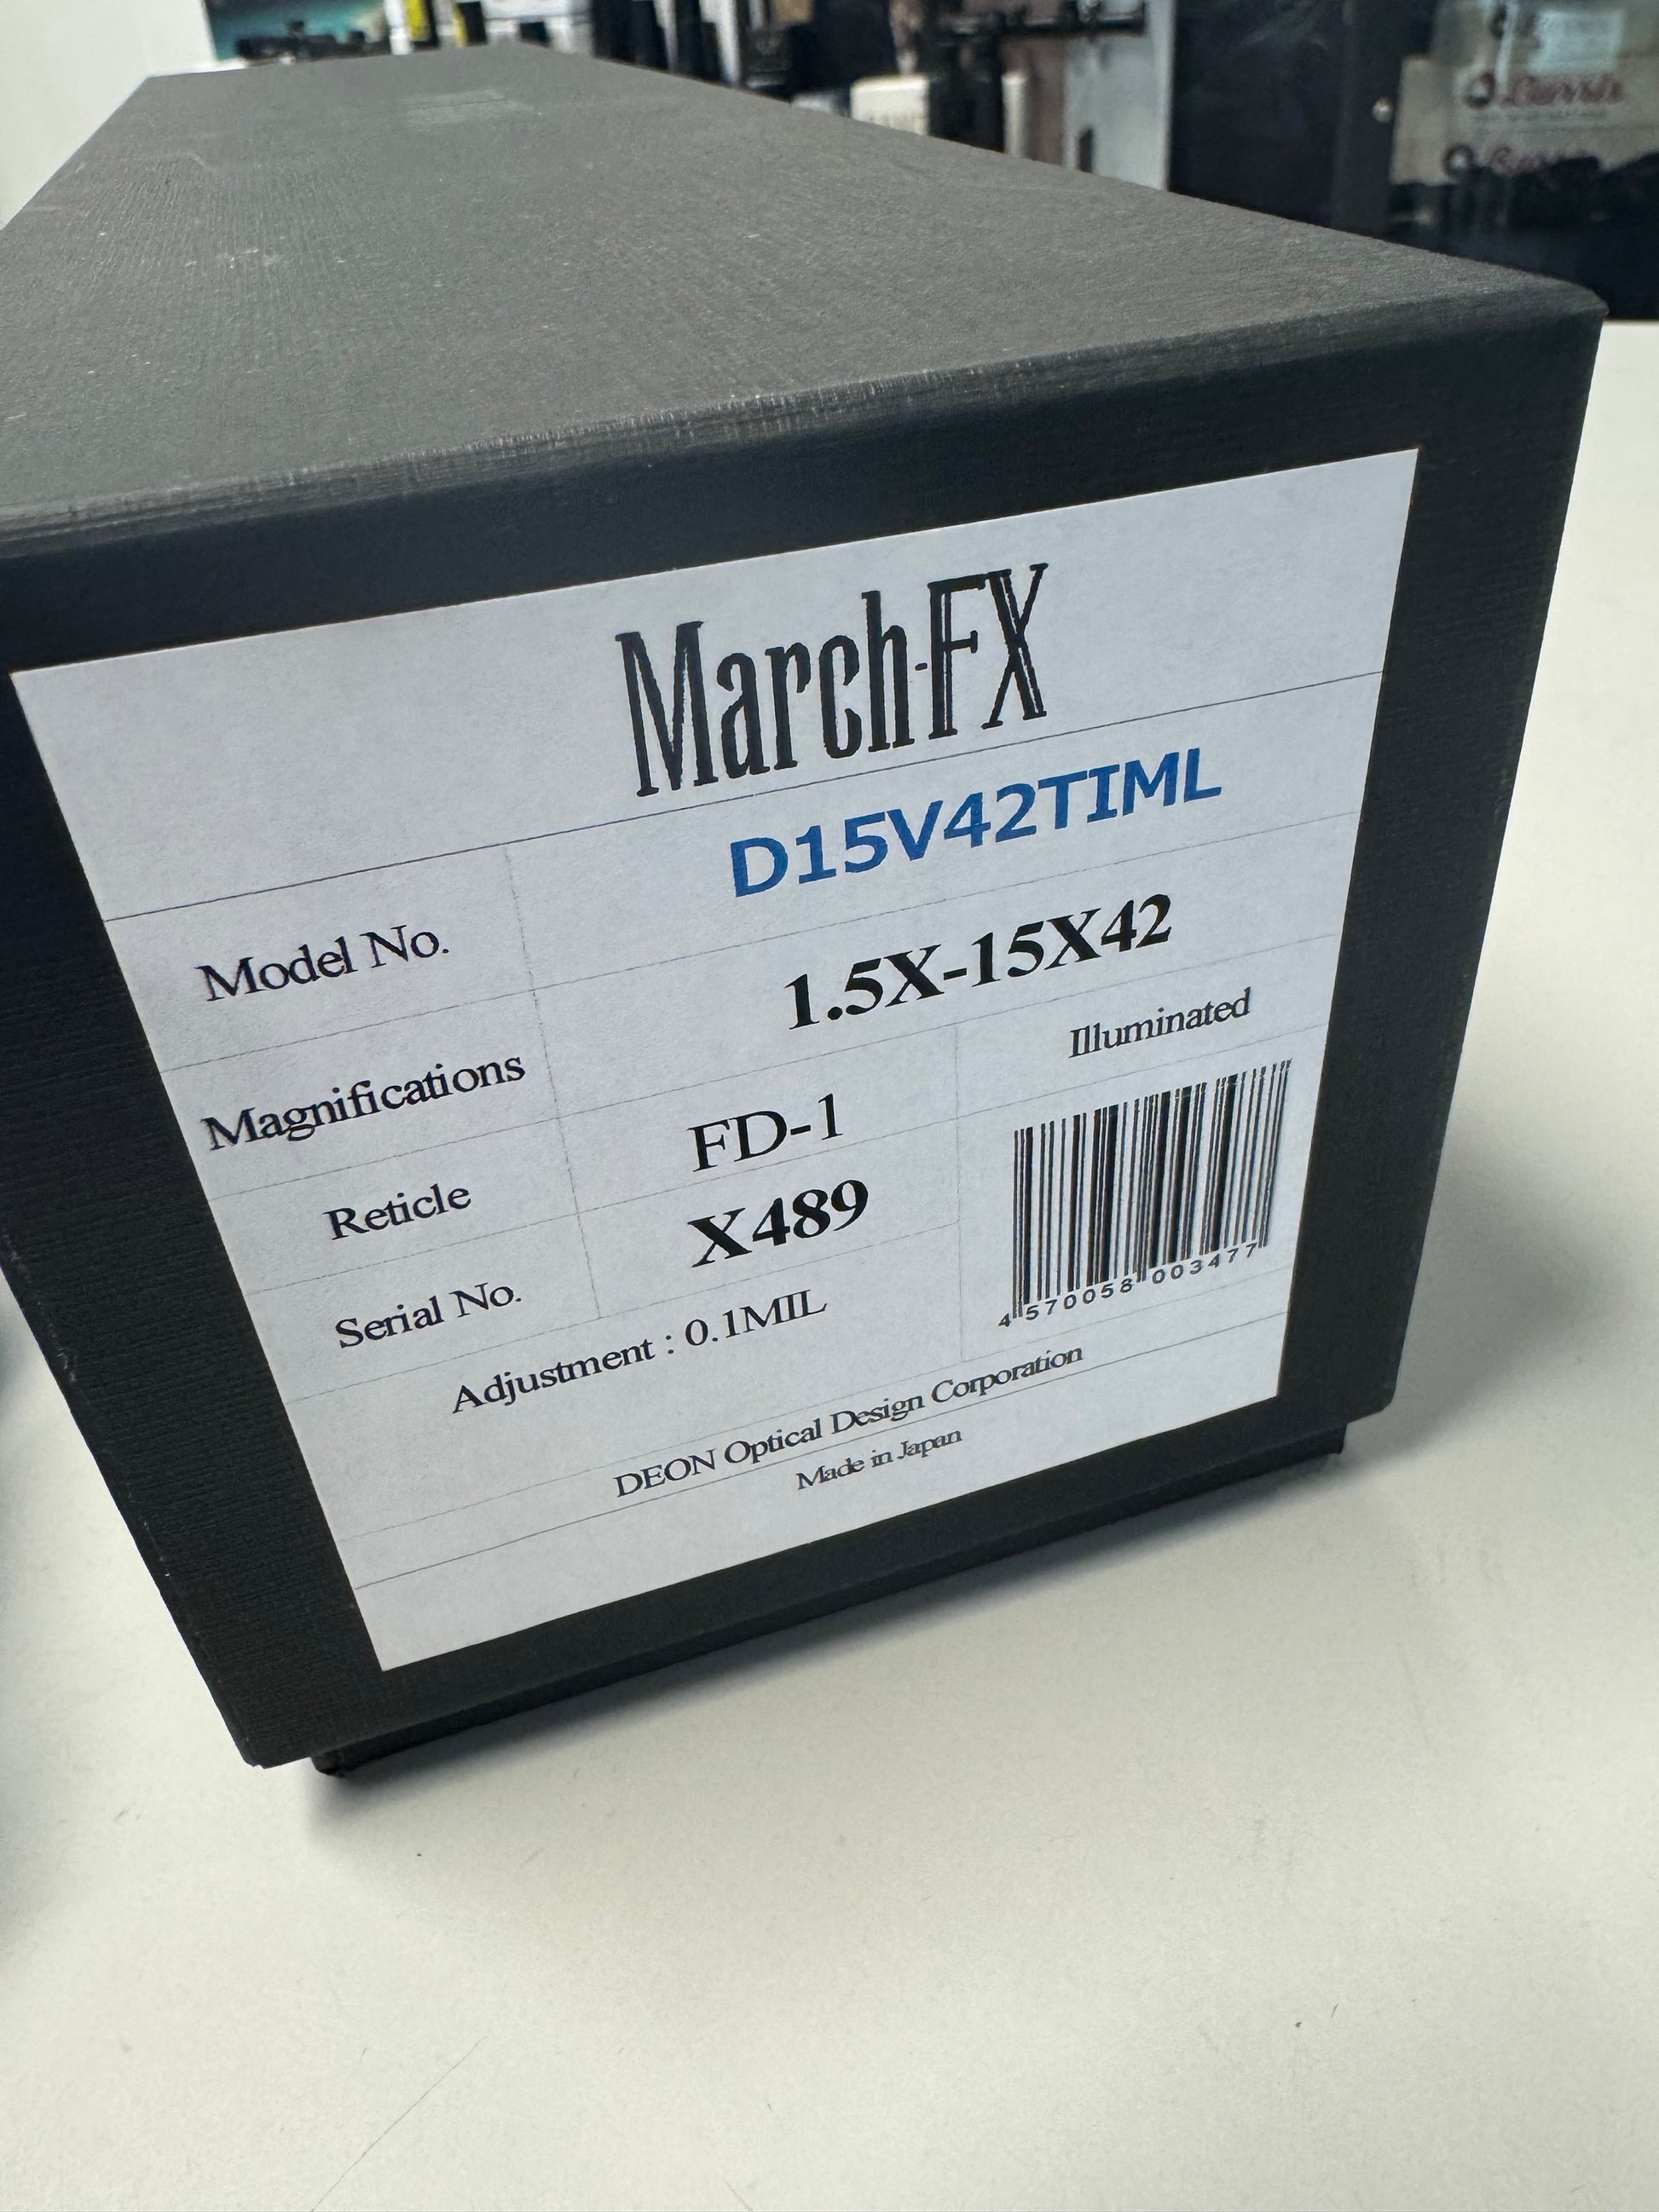 March-FX
Model No. D15V42TIML
Magnifications 1.5X-15X42
Reticle FD-1 Illuminated
Serial No. X489
Adjustment : 0.1MIL
4 570058 003477
DEON Optical Design Corporation
Made in Japan